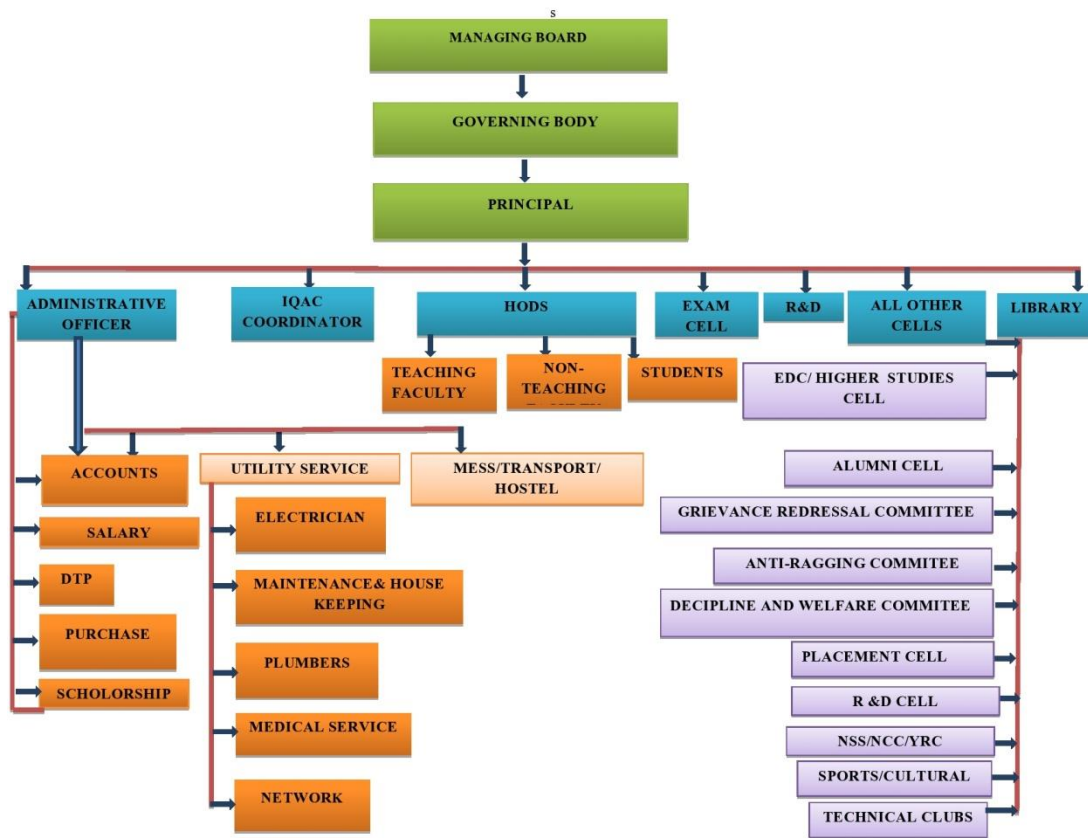 s
MANAGING BOARD
GOVERNING BODY
PRINCIPAL
ADMINISTRATIVE
OFFICER
IQAC
COORDINATOR
HODS
EXAM
CELL
R&D
ALL OTHER
CELLS
LIBRARY
TEACHING
FACULTY
NON-
TEACHING
STUDENTS
EDC/ HIGHER STUDIES
CELL
ACCOUNTS
SALARY
DTP
PURCHASE
SCHOLORSHIP
UTILITY SERVICE
ELECTRICIAN
MAINTENANCE& HOUSE
KEEPING
PLUMBERS
MEDICAL SERVICE
NETWORK
MESS/TRANSPORT/
HOSTEL
ALUMNI CELL
GRIEVANCE REDRESSAL COMMITTEE
ANTI-RAGGING COMMITEE
DECIPLINE AND WELFARE COMMITEE
PLACEMENT CELL
R &D CELL
NSS/NCC/YRC
SPORTS/CULTURAL
TECHNICAL CLUBS